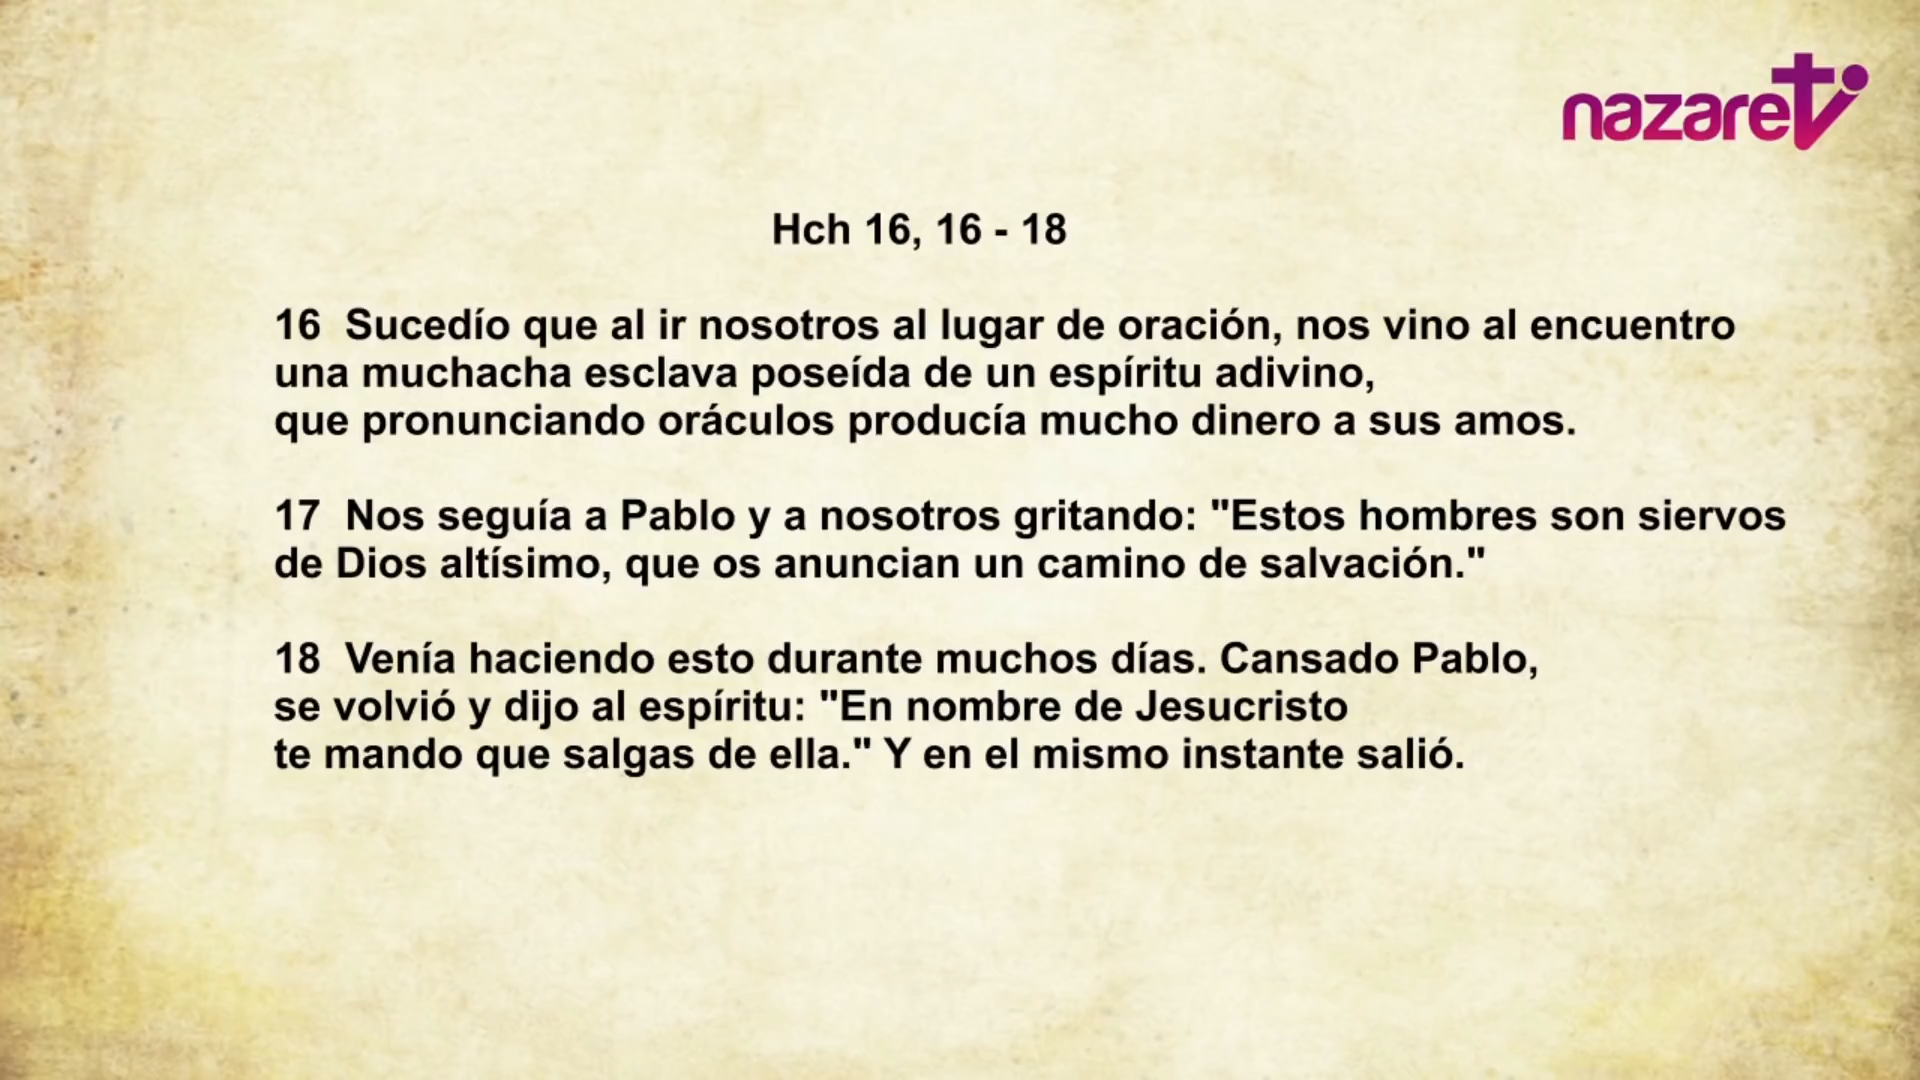 nazaretv
Hch 16, 16 - 18
16 Sucedío que al ir nosotros al lugar de oración, nos vino al encuentro
una muchacha esclava poseída de un espíritu adivino,
que pronunciando oráculos producía mucho dinero a sus amos.
17 Nos seguía a Pablo y a nosotros gritando: "Estos hombres son siervos
de Dios altísimo, que os anuncian un camino de salvación."
18 Venía haciendo esto durante muchos días. Cansado Pablo,
se volvió y dijo al espíritu: "En nombre de Jesucristo
te mando que salgas de ella." Y en el mismo instante salió.